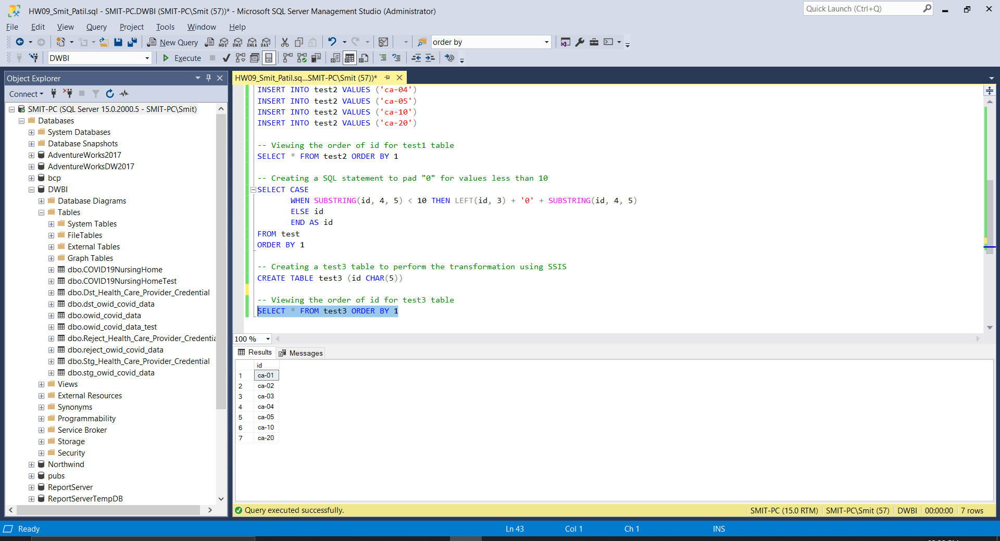 HW09_Smit_Patil.sql - SMIT-PC.DWBI (SMIT-PC\Smit (57))* - Microsoft SQL Server Management Studio (Administrator)
Quick Launch (Ctrl+Q)
File Edit View Query Project Tools Window Help
New Query MDX DMX XMLA DAX order by
DWBI Execute
Object Explorer
HW09_Smit_Patil.sq...SMIT-PC\Smit (57))*
Connect
SMIT-PC (SQL Server 15.0.2000.5 - SMIT-PC\Smit)
Databases
System Databases
Database Snapshots
AdventureWorks2017
AdventureWorksDW2017
bcp
DWBI
Database Diagrams
Tables
System Tables
FileTables
External Tables
Graph Tables
dbo.COVID19NursingHome
dbo.COVID19NursingHomeTest
dbo.Dst_Health_Care_Provider_Credential
dbo.dst_owid_covid_data
dbo.owid_covid_data
dbo.owid_covid_data_test
dbo.Reject_Health_Care_Provider_Credentia
dbo.reject_owid_covid_data
dbo.Stg_Health_Care_Provider_Credential
dbo.stg_owid_covid_data
Views
External Resources
Synonyms
Programmability
Service Broker
Storage
Security
Northwind
pubs
ReportServer
ReportServerTempDB
INSERT INTO test2 VALUES ('ca-04')
INSERT INTO test2 VALUES ('ca-05')
INSERT INTO test2 VALUES ('ca-10')
INSERT INTO test2 VALUES ('ca-20')
-- Viewing the order of id for test1 table
SELECT * FROM test2 ORDER BY 1
-- Creating a SQL statement to pad "0" for values less than 10
SELECT CASE
WHEN SUBSTRING(id, 4, 5) < 10 THEN LEFT(id, 3) + '0' + SUBSTRING(id, 4, 5)
ELSE id
END AS id
FROM test
ORDER BY 1
-- Creating a test3 table to perform the transformation using SSIS
CREATE TABLE test3 (id CHAR(5))
-- Viewing the order of id for test3 table
SELECT * FROM test3 ORDER BY 1
100 %
Results Messages
id
1 ca-01
2 ca-02
3 ca-03
4 ca-04
5 ca-05
6 ca-10
7 ca-20
Query executed successfully. SMIT-PC (15.0 RTM) SMIT-PC\Smit (57) DWBI 00:00:00 7 rows
Ready Ln 43 Col 1 Ch 1 INS